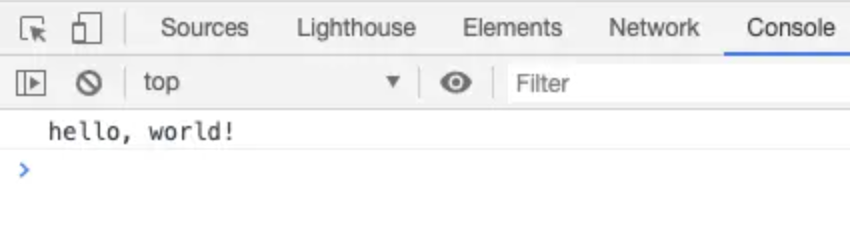 Sources Lighthouse Elements Network Console
top Filter
hello, world!